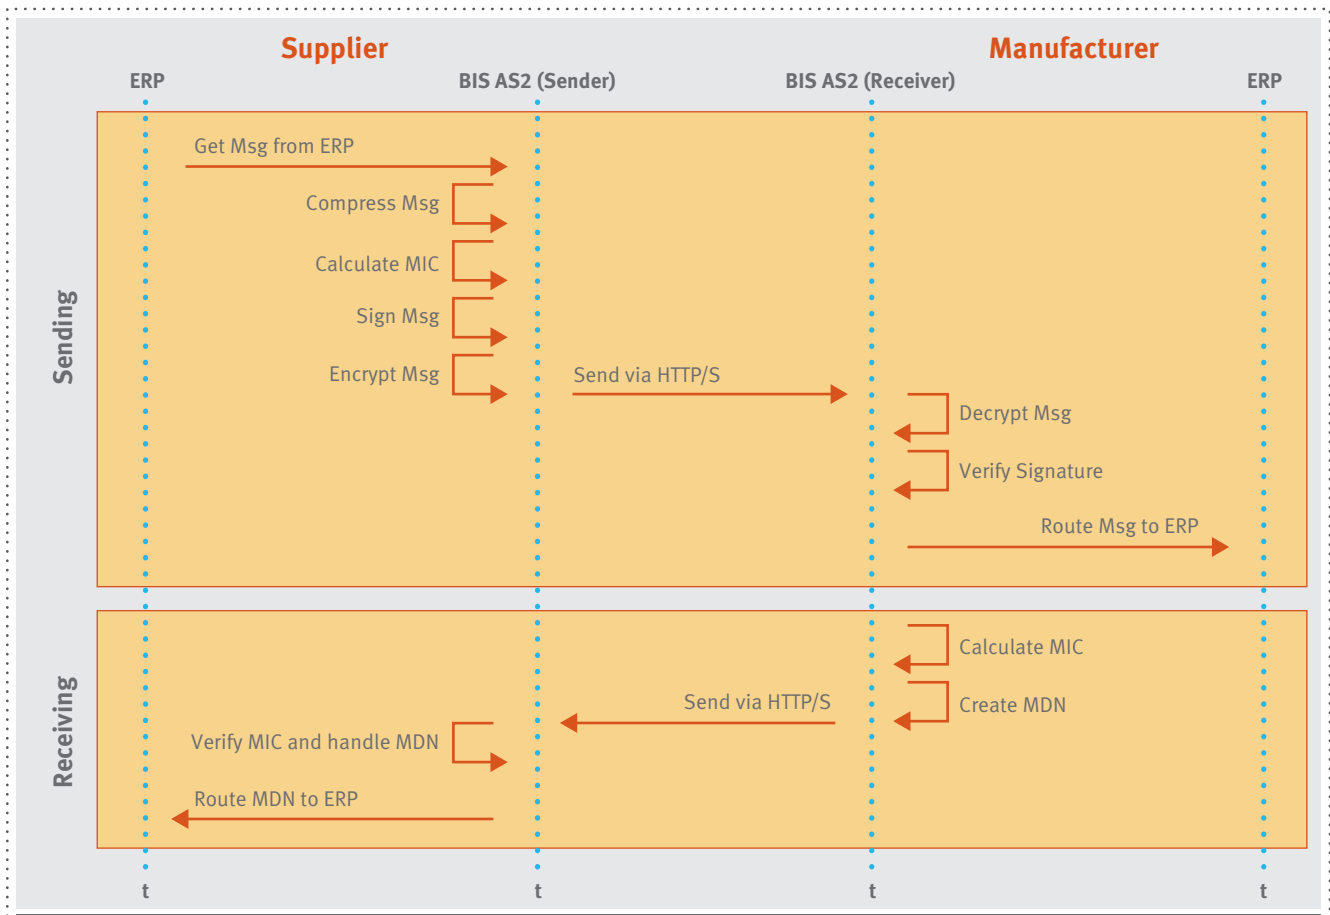 Supplier
Manufacturer
ERP
BIS AS2 (Sender)
BIS AS2 (Receiver)
ERP
Sending
Get Msg from ERP
Compress Msg
Calculate MIC
Sign Msg
Encrypt Msg
Send via HTTP/S
Decrypt Msg
Verify Signature
Route Msg to ERP
Receiving
Calculate MIC
Create MDN
Send via HTTP/S
Verify MIC and handle MDN
Route MDN to ERP
t
t
t
t